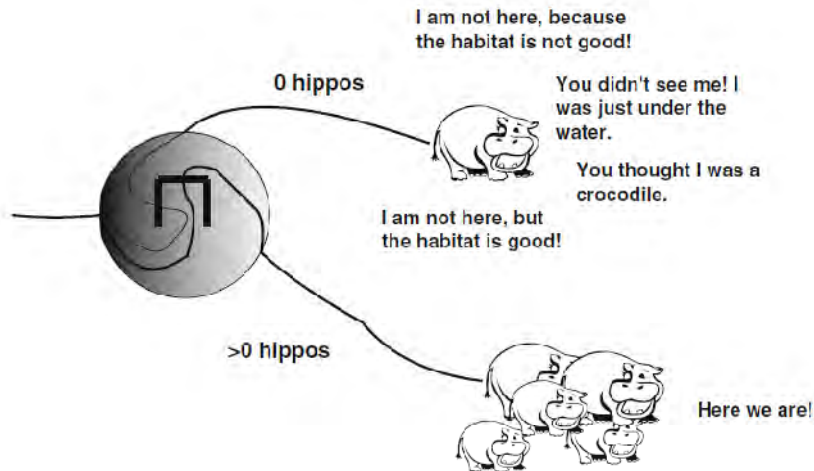 I am not here, because
the habitat is not good!
0 hippos
You didn't see me! I
was just under the
water.
You thought I was a
crocodile.
I am not here, but
the habitat is good!
>0 hippos
Here we are!